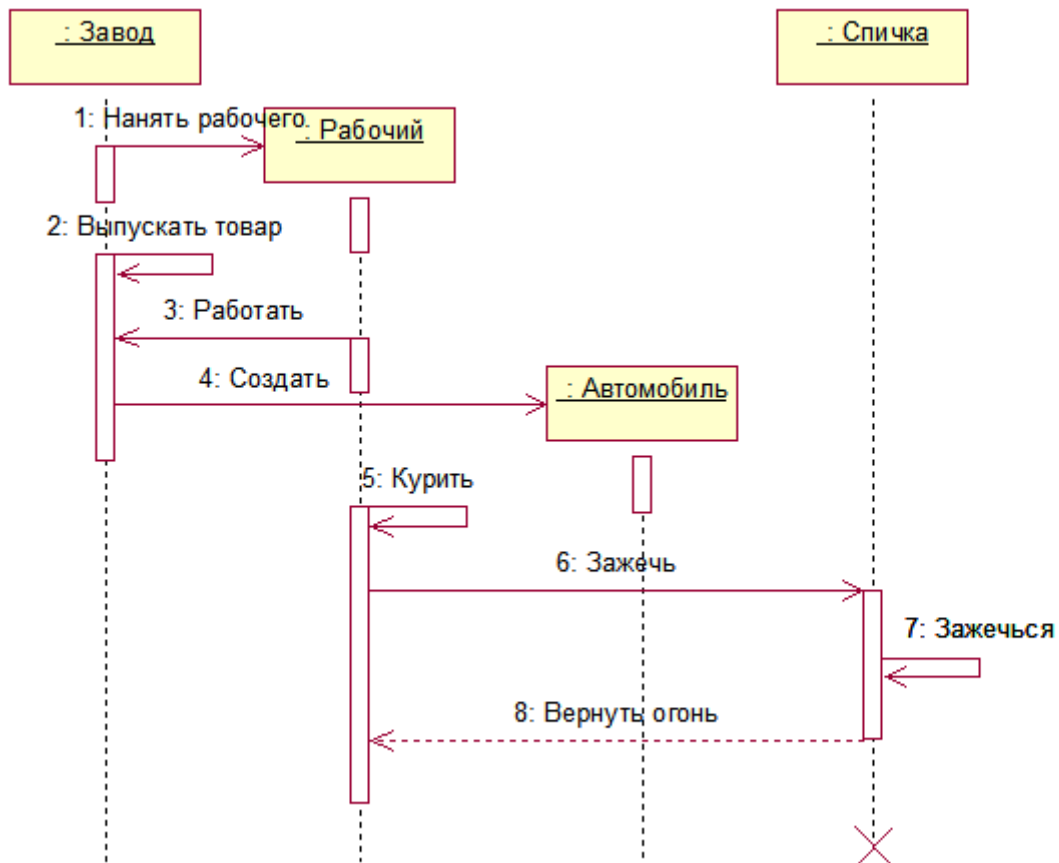 : Завод
: Спичка
1: Нанять рабочего
: Рабочий
2: Выпускать товар
3: Работать
4: Создать
: Автомобиль
5: Курить
6: Зажечь
7: Зажечься
8: Вернуть огонь